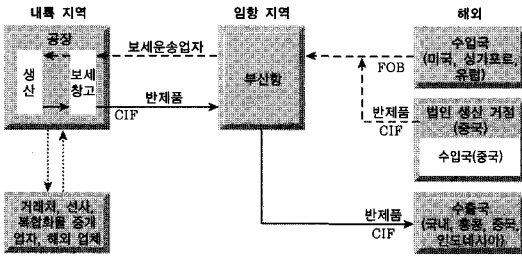 내륙 지역
임항 지역
해외
공장
생
산
보세
창고
보세운송업자
반제품
CIF
부산항
FOB
수입국
(미국, 싱가포르,
유럽)
반제품
CIF
법인 생산 거점
(중국)
수입국(중국)
거래처, 선사,
복합화물 중개
업자, 해외 업체
반제품
CIF
수출국
(국내, 홍콩, 중국,
인도네시아)